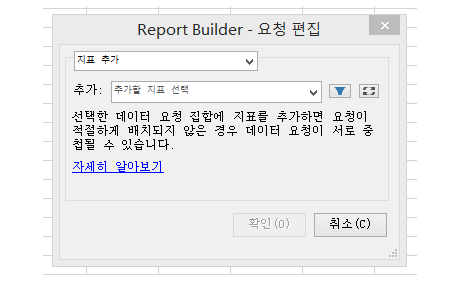 Report Builder - 요청 편집
지표 추가
추가: 추가할 지표 선택
선택한 데이터 요청 집합에 지표를 추가하면 요청이
적절하게 배치되지 않은 경우 데이터 요청이 서로 중
첩될 수 있습니다.
자세히 알아보기
확인(O) 취소(C)